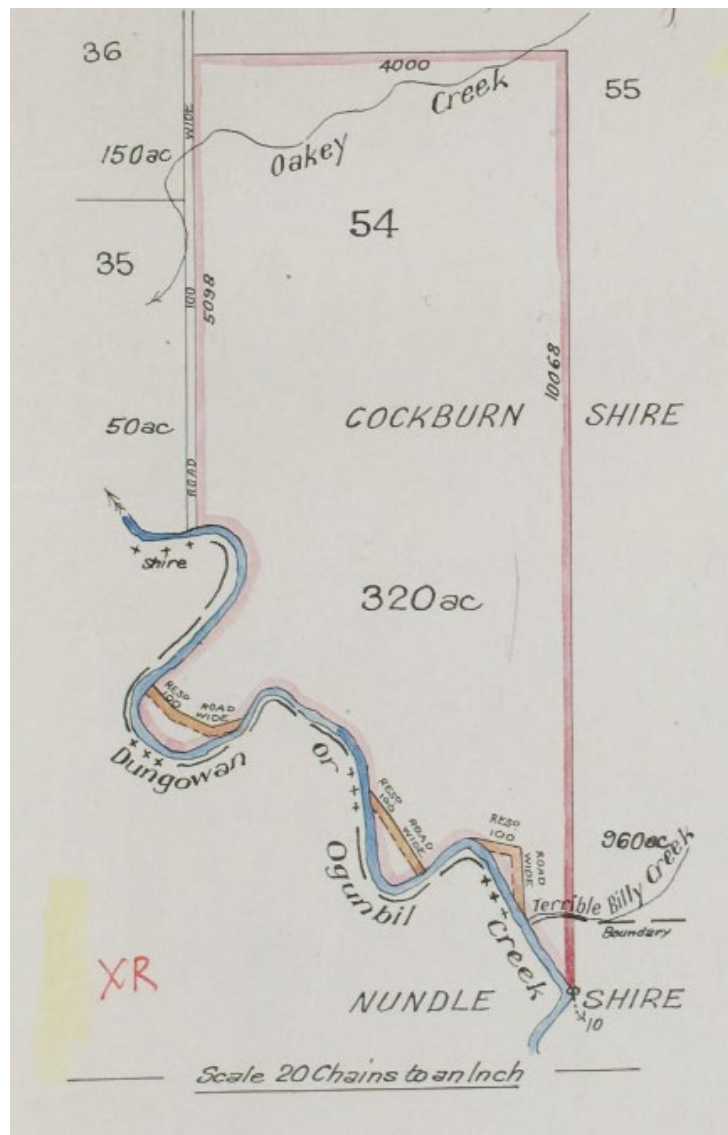 36
4000
55
WIDE
Oakey Creek
150ac
54
35
100
5098
10068
COCKBURN SHIRE
50ac
ROAD
Shire
320ac
RESD ROAD
100 WIDE
Dungowan or Ogunbil Creek
RESD ROAD
100 WIDE
RESD
100
ROAD
WIDE
960ac
Terrible Billy Creek
Boundary
XR
NUNDLE SHIRE
10
Scale 20 Chains to an Inch